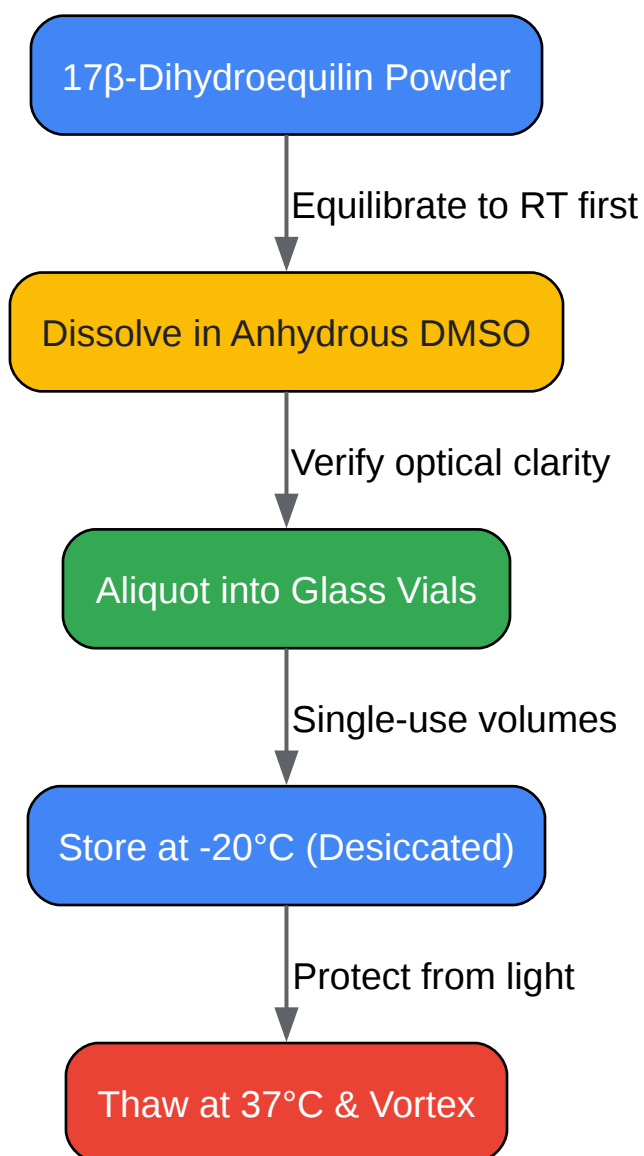 17β-Dihydroequilin Powder
Equilibrate to RT first
Dissolve in Anhydrous DMSO
Verify optical clarity
Aliquot into Glass Vials
Single-use volumes
Store at -20°C (Desiccated)
Protect from light
Thaw at 37°C & Vortex